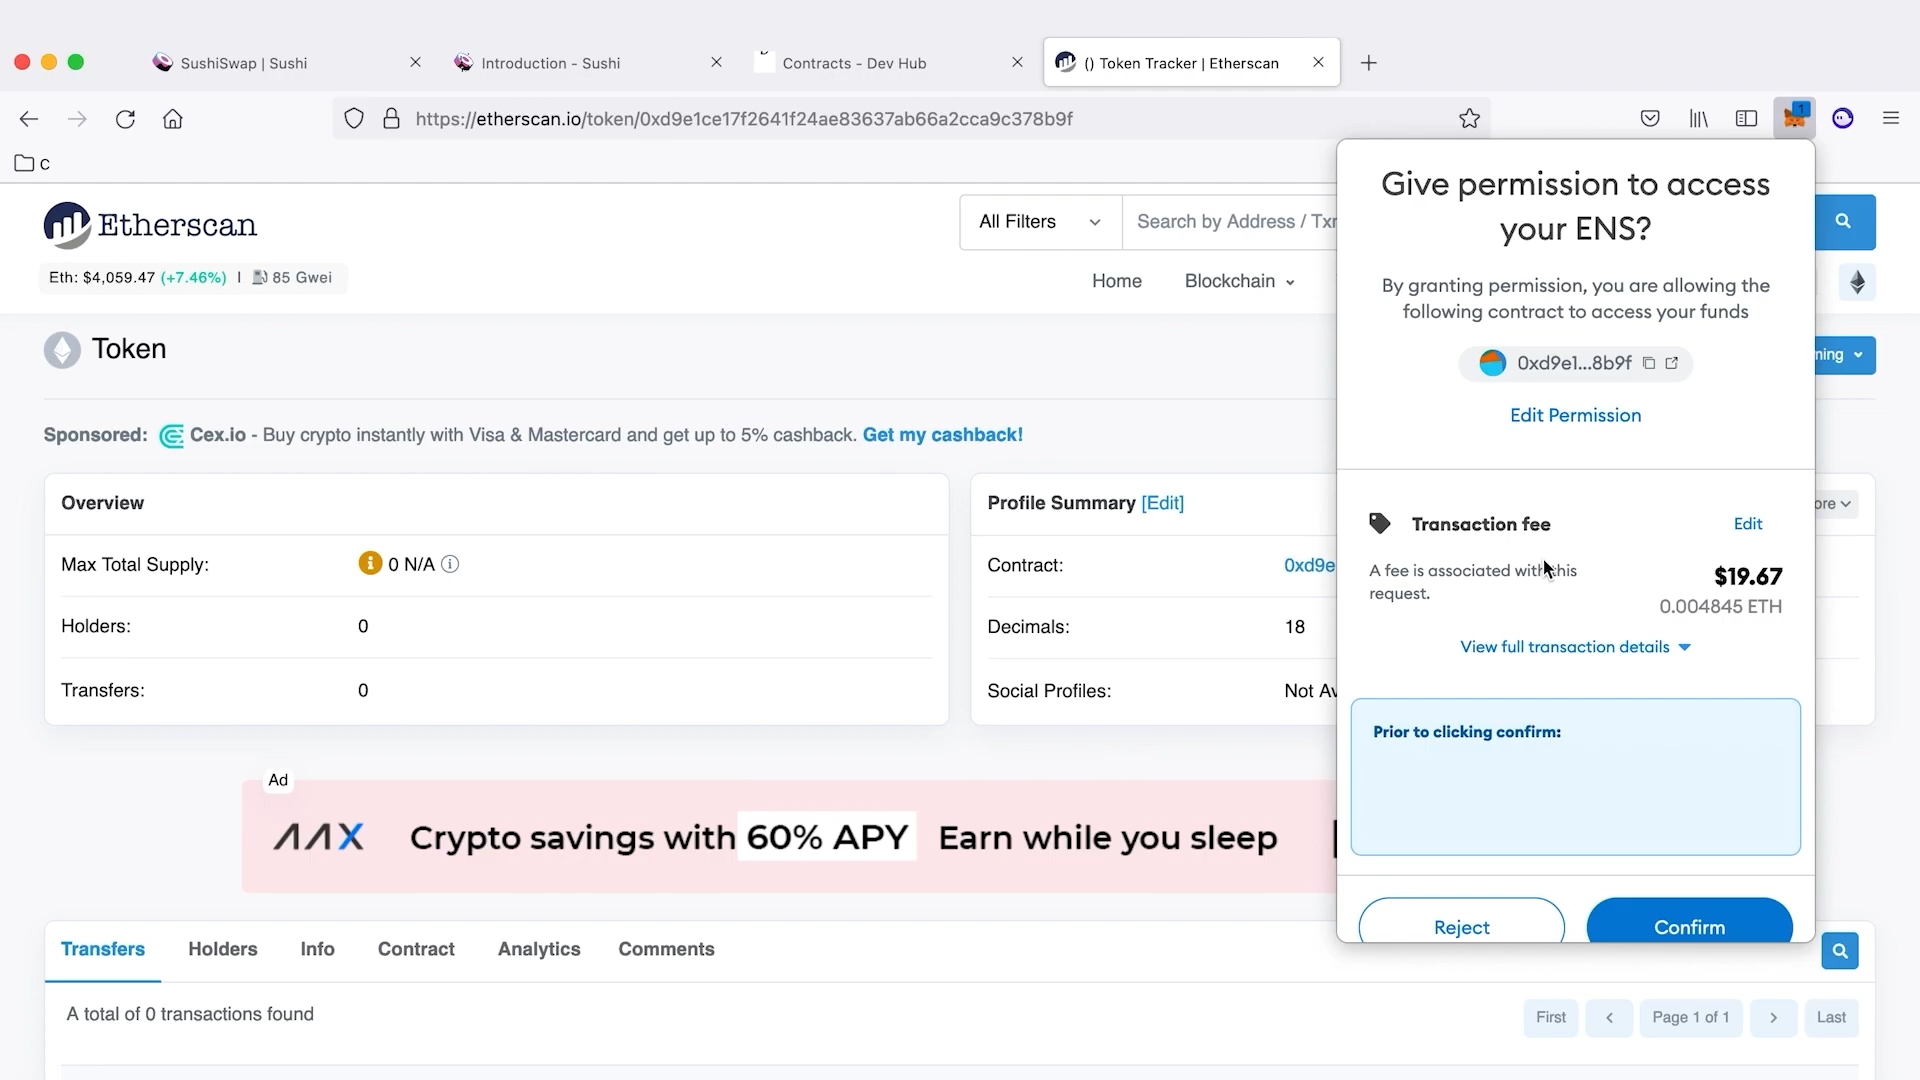 SushiSwap | Sushi
Introduction - Sushi
Contracts - Dev Hub
() Token Tracker | Etherscan
https://etherscan.io/token/0xd9e1ce17f2641f24ae83637ab66a2cca9c378b9f
1
C
Etherscan
All Filters
Search by Address / Txn
Eth: $4,059.47 (+7.46%) | 85 Gwei
Home
Blockchain
Token
Sponsored: Cex.io - Buy crypto instantly with Visa & Mastercard and get up to 5% cashback. Get my cashback!
Overview
Max Total Supply:
0 N/A
Holders:
0
Transfers:
0
Profile Summary [Edit]
Contract:
0xd9e
Decimals:
18
Social Profiles:
Not Av
Give permission to access
your ENS?
By granting permission, you are allowing the
following contract to access your funds
0xd9e1...8b9f
Edit Permission
Transaction fee
Edit
A fee is associated with this
request.
$19.67
0.004845 ETH
View full transaction details
Prior to clicking confirm:
Reject
Confirm
ning
ore
Ad
AAX
Crypto savings with 60% APY Earn while you sleep
Transfers
Holders
Info
Contract
Analytics
Comments
A total of 0 transactions found
First
Page 1 of 1
Last